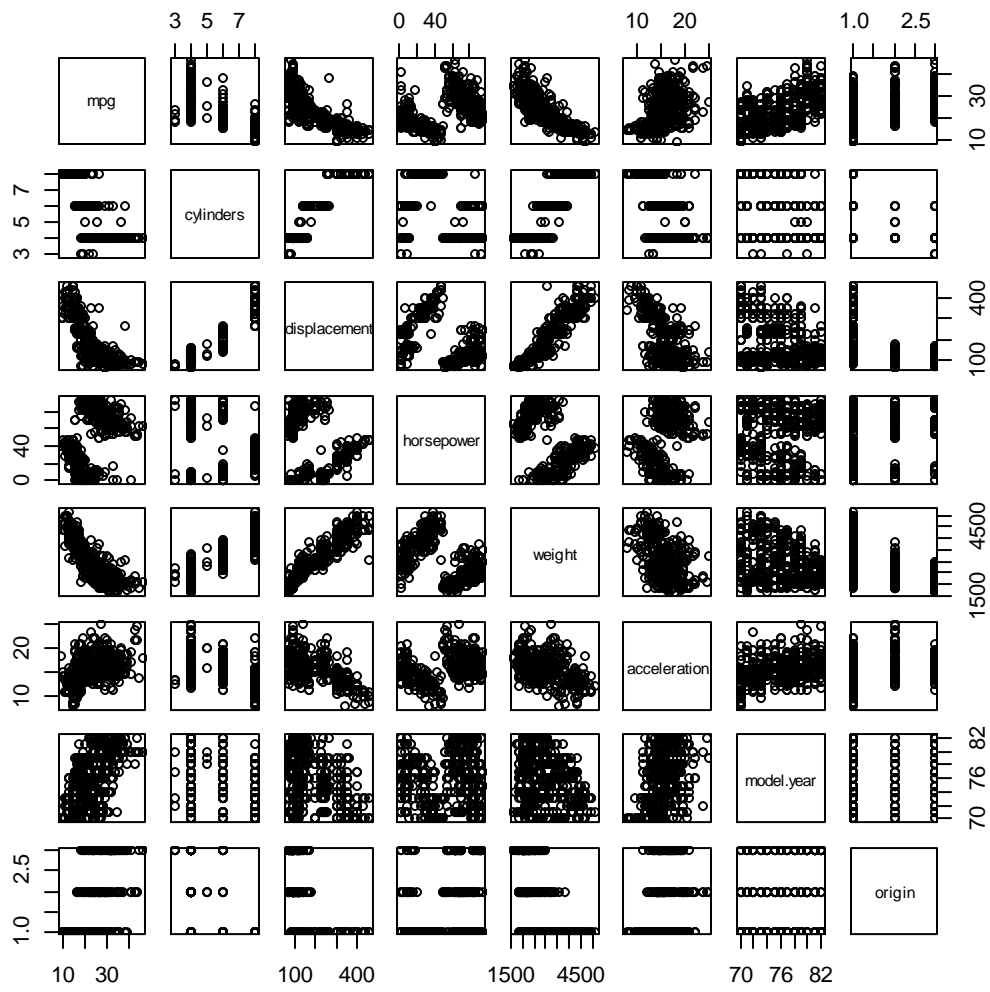 3 5 7 0 40 10 20 1.0 2.5
mpg 10 30
3 5 7 cylinders
displacement 100 400
0 40 horsepower
weight 1500 4500
10 20 acceleration
model.year 70 76 82
1.0 2.5 origin
10 30 100 400 1500 4500 70 76 82